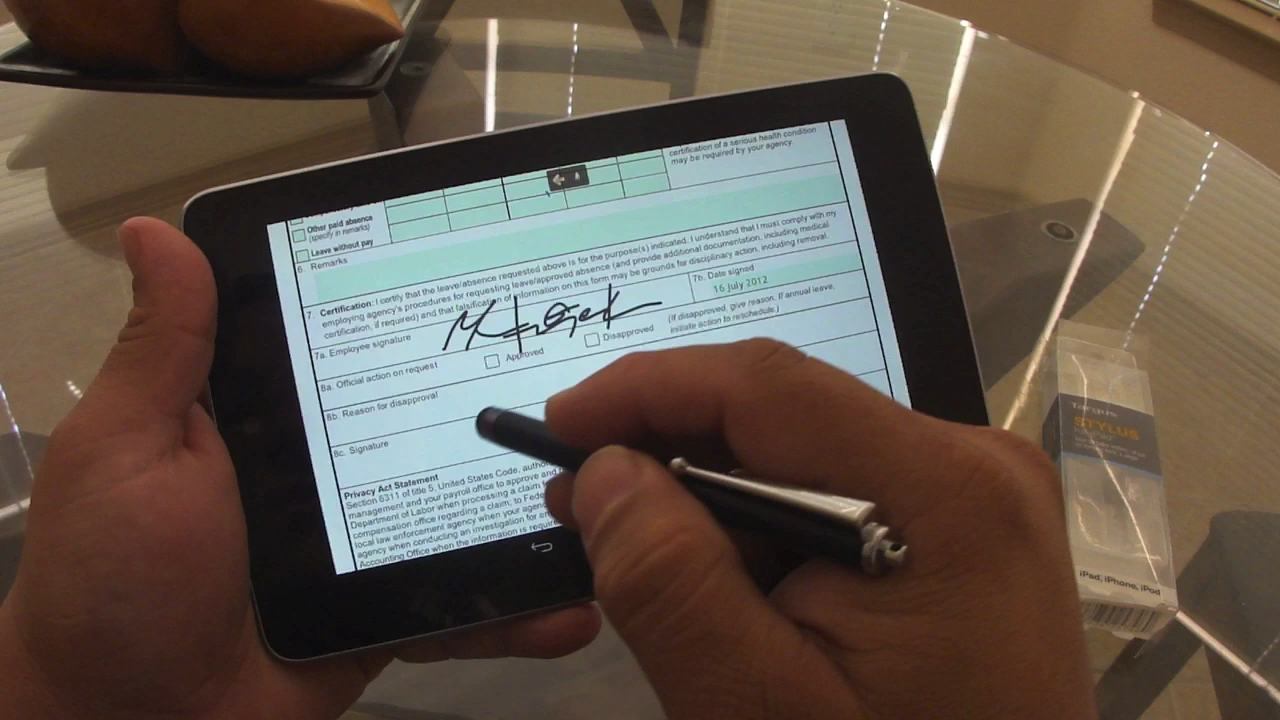 certification of a serious health condition
may be required by your agency.
Other paid absence
(specify in remarks)
Leave without pay
6. Remarks
7. Certification: I certify that the leave/absence requested above is for the purpose(s) indicated. I understand that I must comply with my
employing agency's procedures for requesting leave/approved absence (and provide additional documentation, including medical
certification, if required) and that falsification of information on this form may be grounds for disciplinary action, including removal.
7a. Employee signature
7b. Date signed
16 July 2012
8a. Official action on request
Approved
Disapproved
(If disapproved, give reason. If annual leave,
initiate action to reschedule.)
8b. Reason for disapproval
8c. Signature
Privacy Act Statement
Section 6311 of title 5, United States Code,
management and your payroll office to approve and
Department of Labor when processing a claim
compensation office regarding a claim; to
local law enforcement agency when your
agency when conducting an investigation for
Accounting Office when the information is
Targus
STYLUS
iPad, iPhone, iPod